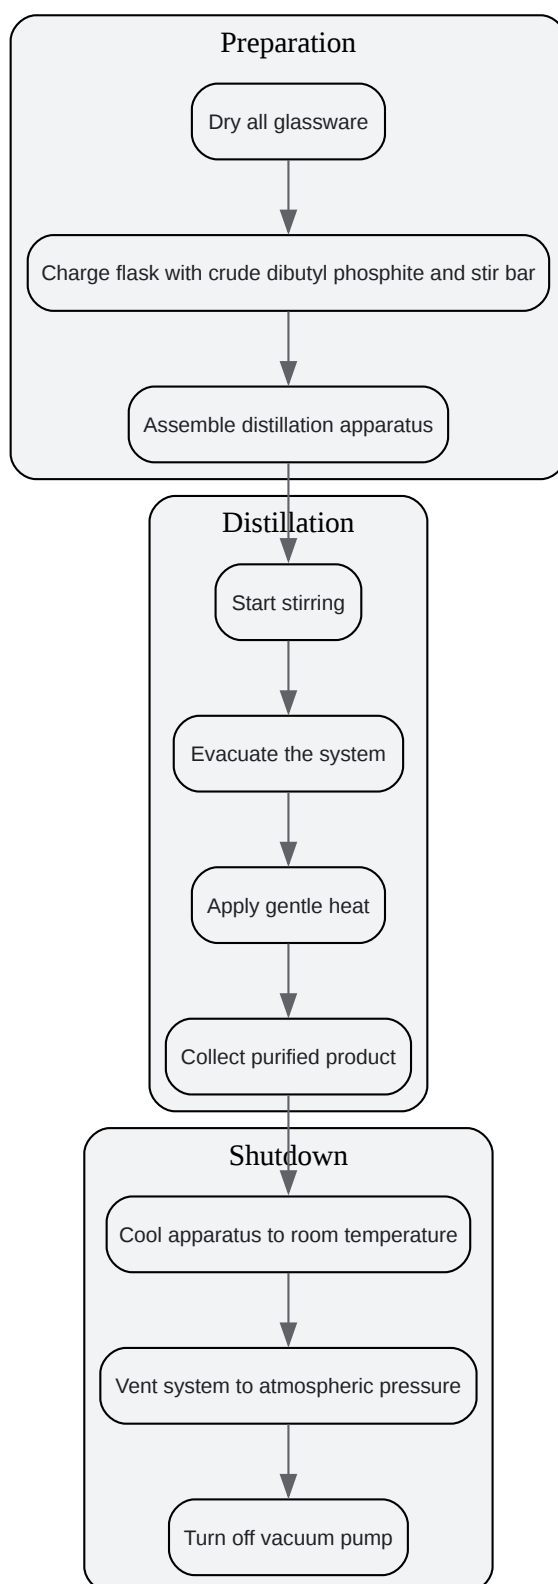 Preparation
Dry all glassware
Charge flask with crude dibutyl phosphite and stir bar
Assemble distillation apparatus
Distillation
Start stirring
Evacuate the system
Apply gentle heat
Collect purified product
Shutdown
Cool apparatus to room temperature
Vent system to atmospheric pressure
Turn off vacuum pump